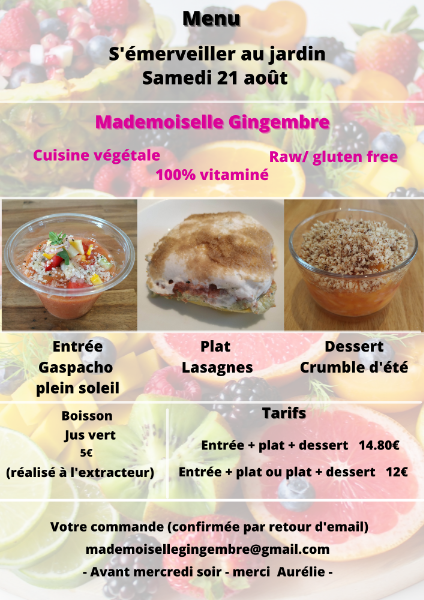 Menu
S'émerveiller au jardin
Samedi 21 août
Mademoiselle Gingembre
Cuisine végétale
Raw/ gluten free
100% vitaminé
Entrée
Gaspacho
plein soleil
Plat
Lasagnes
Dessert
Crumble d'été
Boisson
Jus vert
5€
(réalisé à l'extracteur)
Tarifs
Entrée + plat + dessert 14.80€
Entrée + plat ou plat + dessert 12€
Votre commande (confirmée par retour d'email)
mademoisellegingembre@gmail.com
- Avant mercredi soir - merci Aurélie -